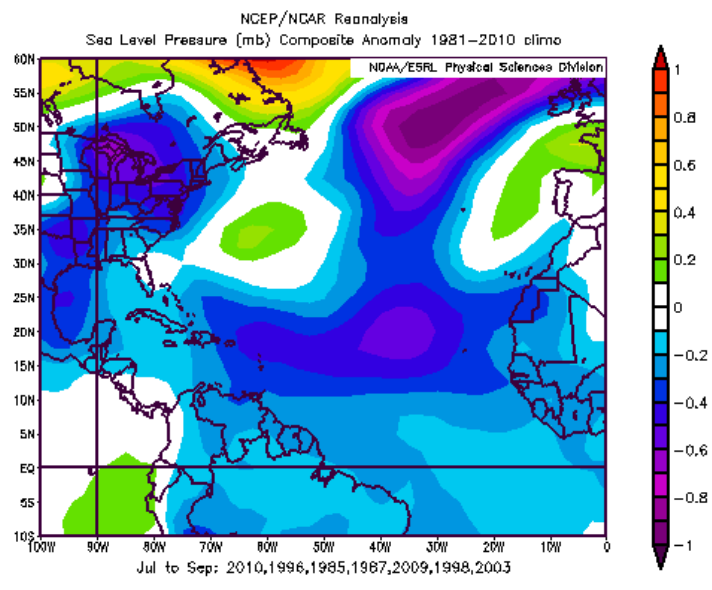 NCEP/NCAR Reanalysis
Sea Level Pressure (mb) Composite Anomaly 1981-2010 climo
NOAA/ESRL Physical Sciences Division
60N
55N
50N
45N
40N
35N
30N
25N
20N
15N
10N
5N
EQ
5S
10S
100W 90W 80W 70W 60W 50W 40W 30W 20W 10W 0
1
0.8
0.6
0.4
0.2
0
-0.2
-0.4
-0.6
-0.8
-1
Jul to Sep: 2010,1996,1985,1987,2009,1998,2003